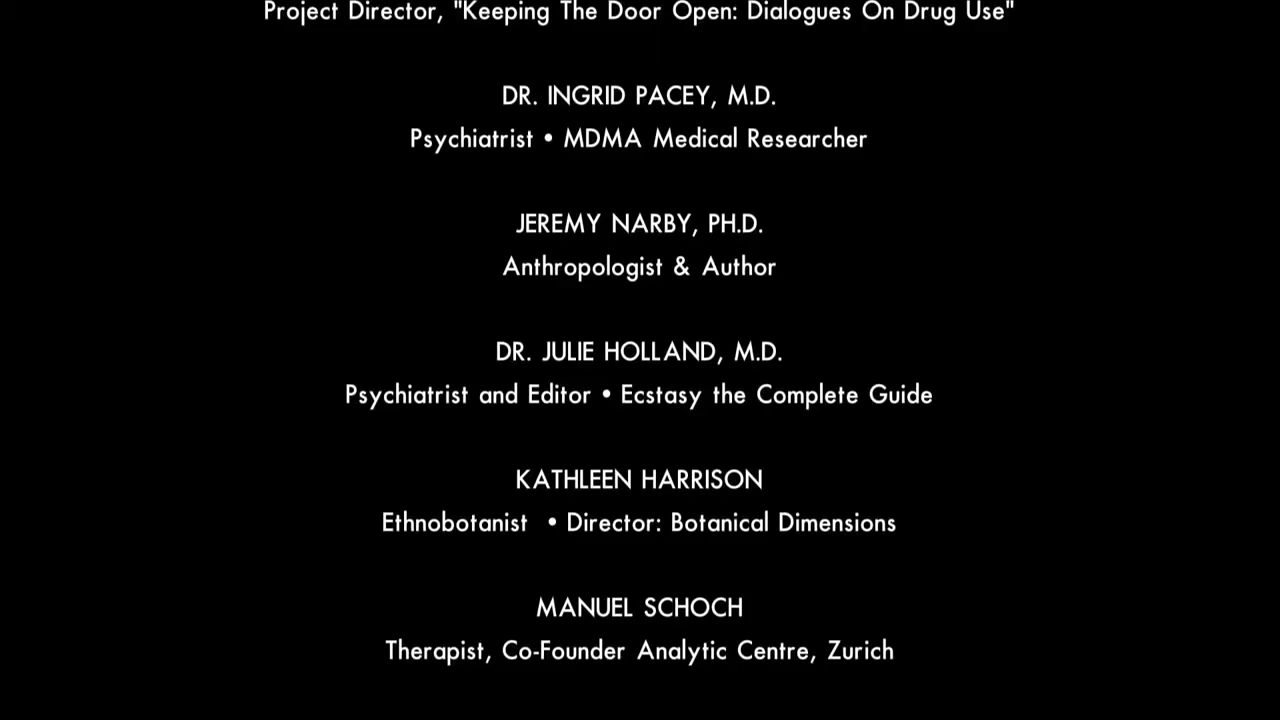 Project Director, "Keeping The Door Open: Dialogues On Drug Use"
DR. INGRID PACEY, M.D.
Psychiatrist • MDMA Medical Researcher
JEREMY NARBY, PH.D.
Anthropologist & Author
DR. JULIE HOLLAND, M.D.
Psychiatrist and Editor • Ecstasy the Complete Guide
KATHLEEN HARRISON
Ethnobotanist • Director: Botanical Dimensions
MANUEL SCHOCH
Therapist, Co-Founder Analytic Centre, Zurich